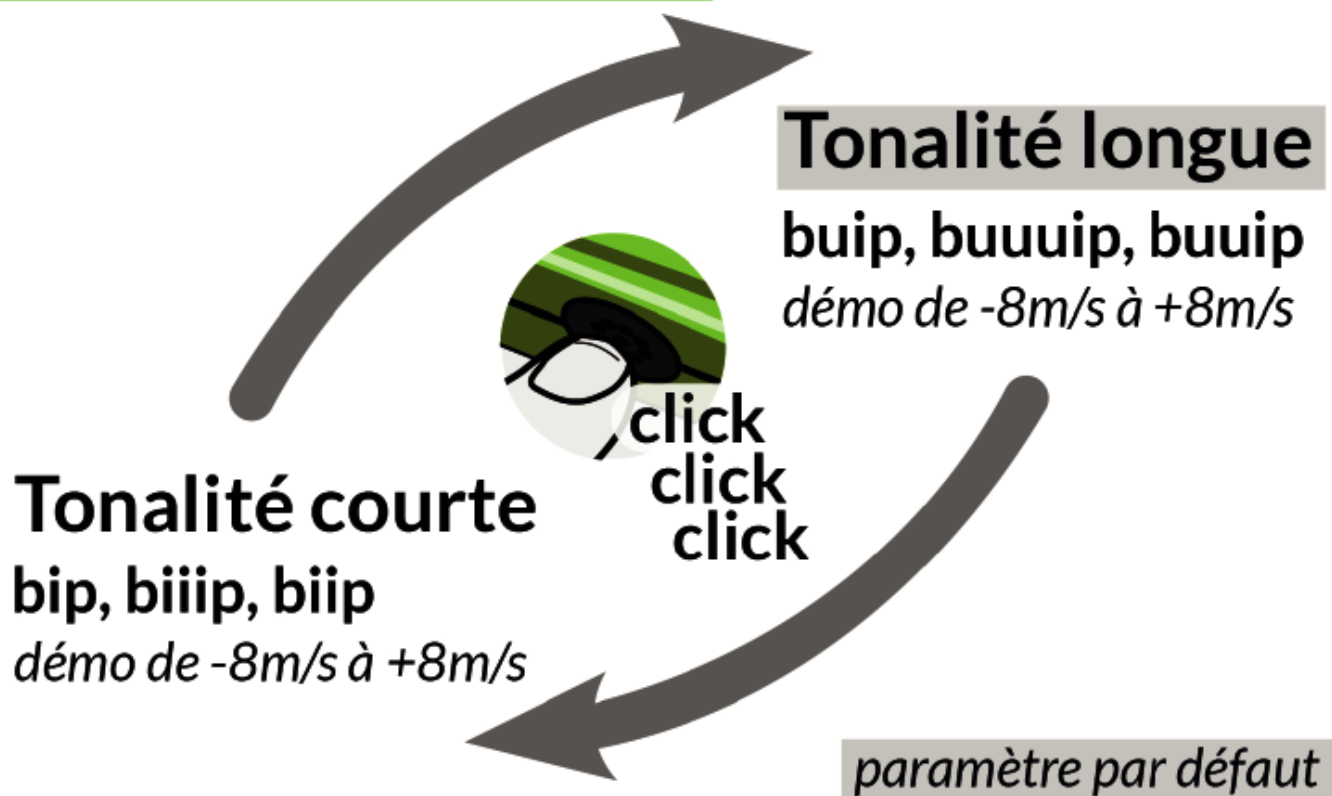 Tonalité longue
buip, buuuip, buuip
démo de -8m/s à +8m/s
click
click
click
Tonalité courte
bip, biiip, biip
démo de -8m/s à +8m/s
paramètre par défaut